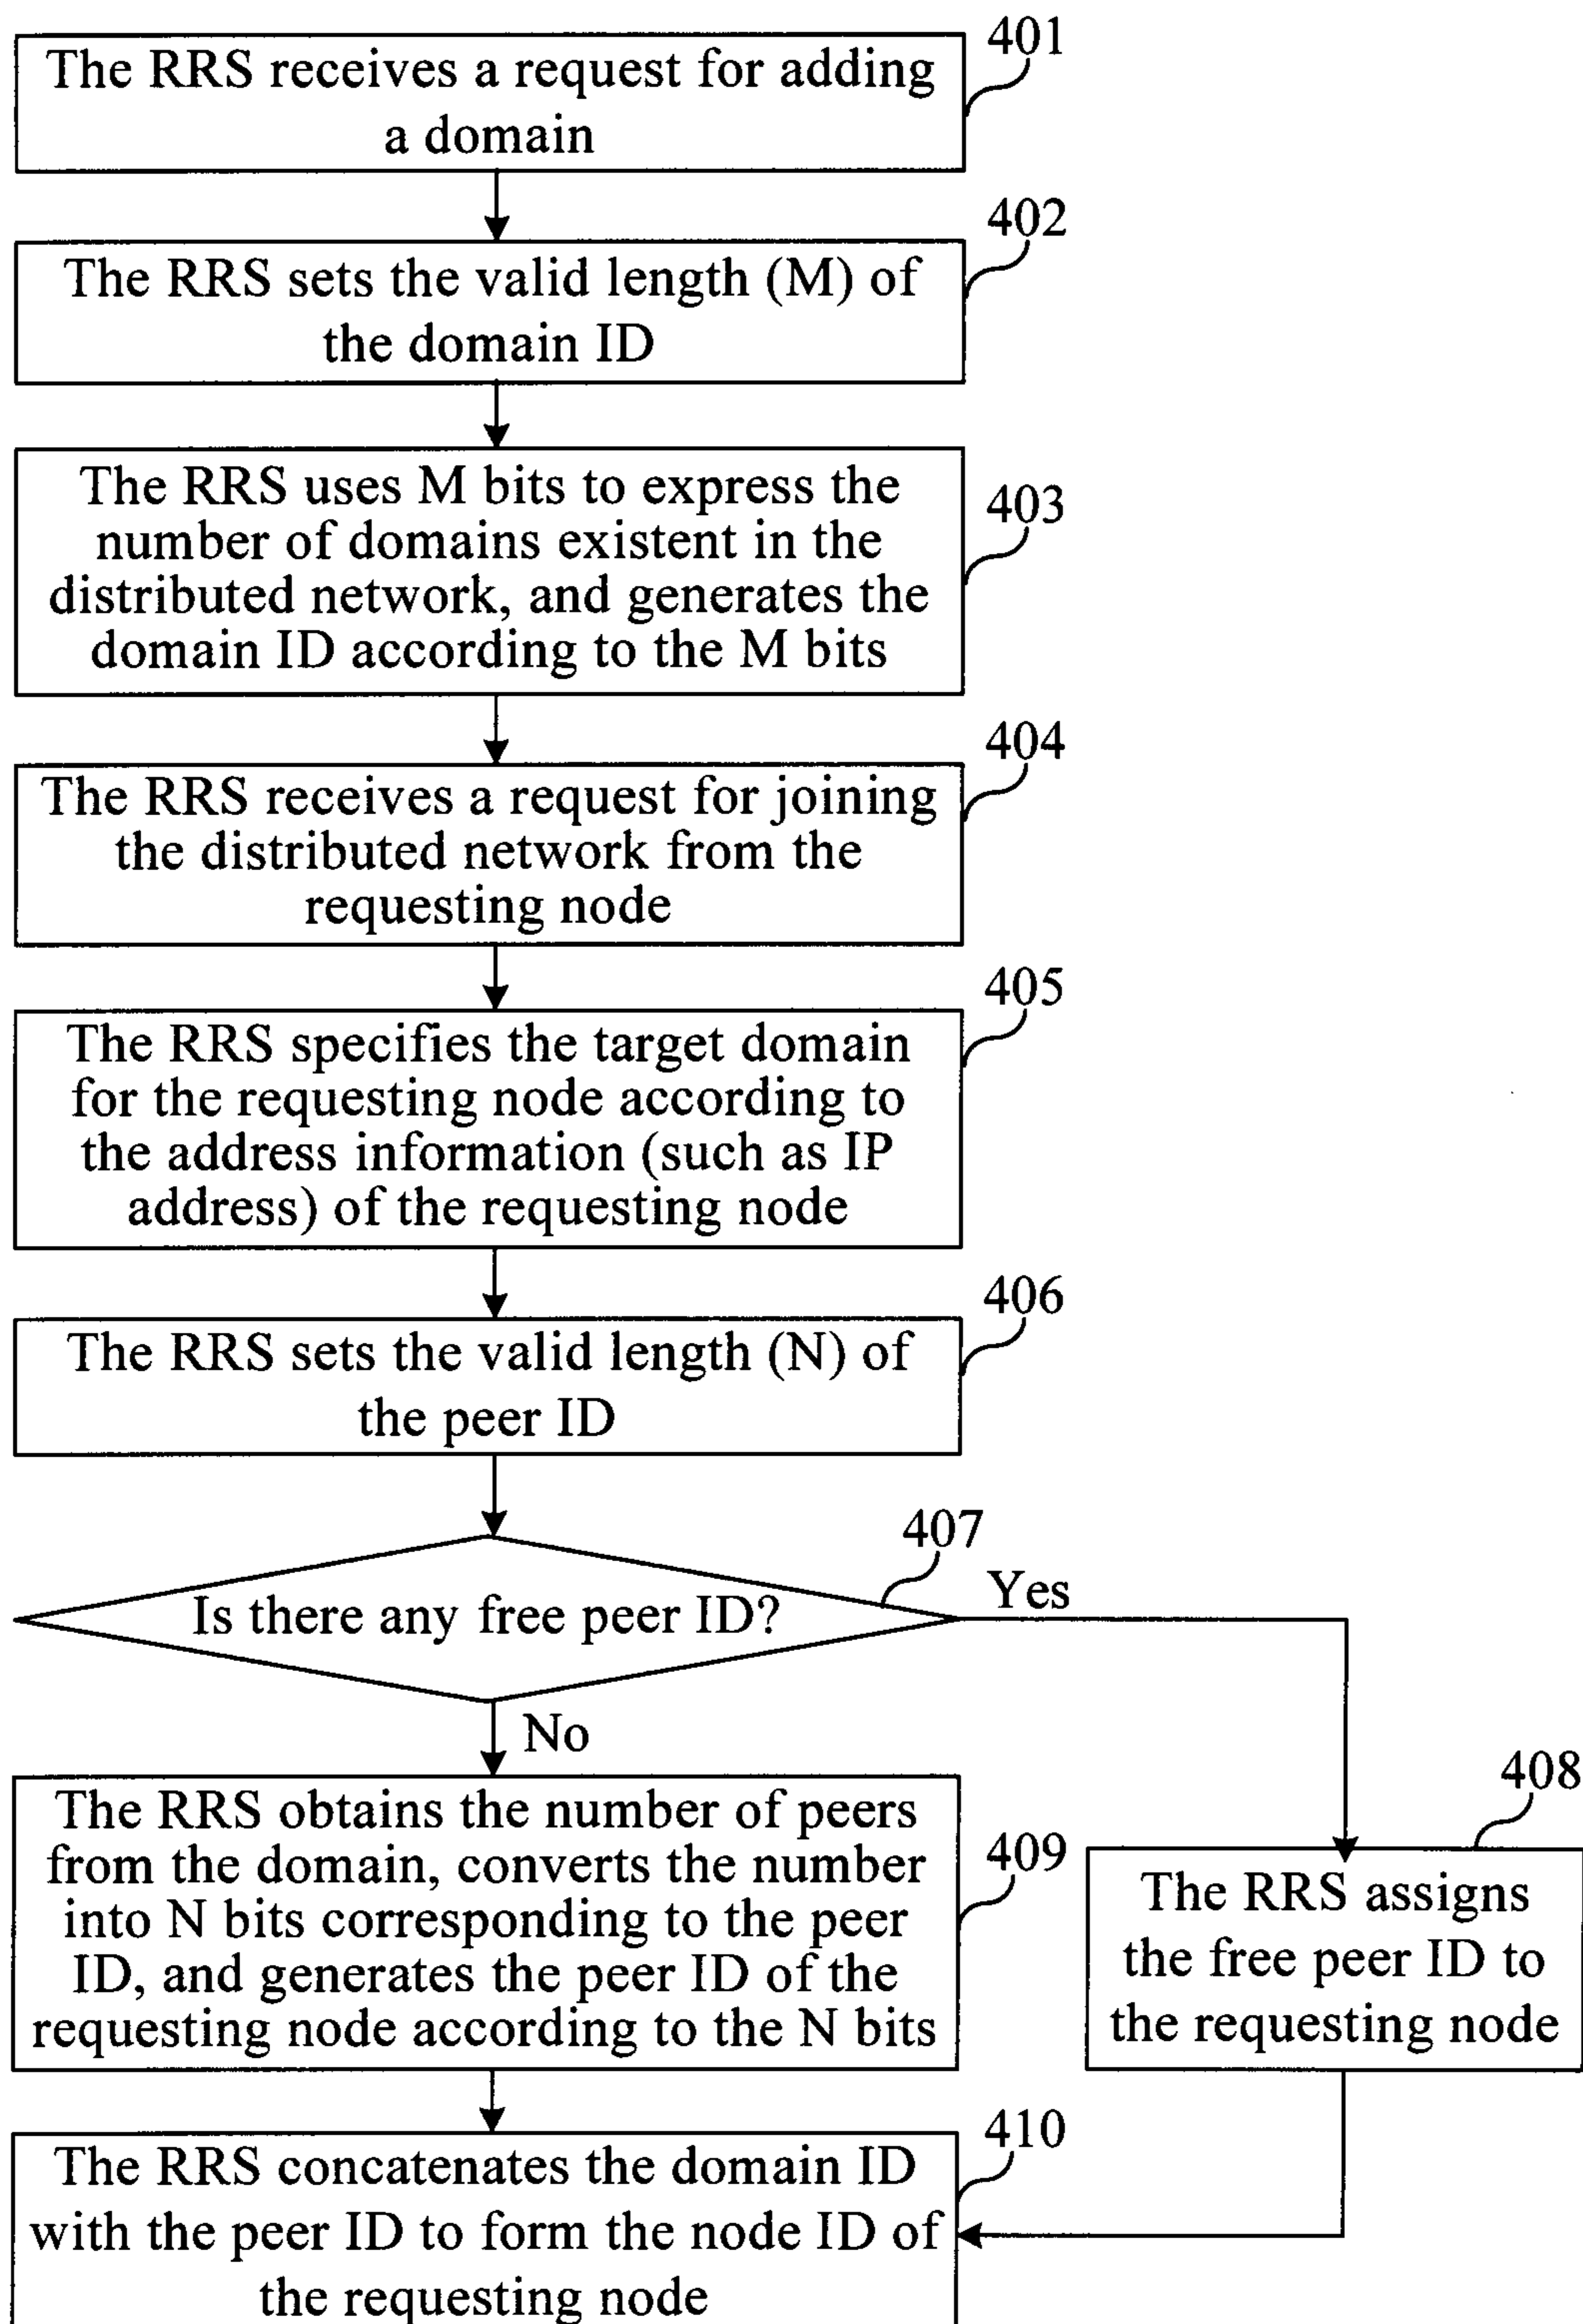 401
The RRS receives a request for adding
a domain
402
The RRS sets the valid length (M) of
the domain ID
403
The RRS uses M bits to express the
number of domains existent in the
distributed network, and generates the
domain ID according to the M bits
404
The RRS receives a request for joining
the distributed network from the
requesting node
405
The RRS specifies the target domain
for the requesting node according to
the address information (such as IP
address) of the requesting node
406
The RRS sets the valid length (N) of
the peer ID
407
Is there any free peer ID?
Yes
No
408
The RRS assigns
the free peer ID to
the requesting node
409
The RRS obtains the number of peers
from the domain, converts the number
into N bits corresponding to the peer
ID, and generates the peer ID of the
requesting node according to the N bits
410
The RRS concatenates the domain ID
with the peer ID to form the node ID of
the requesting node